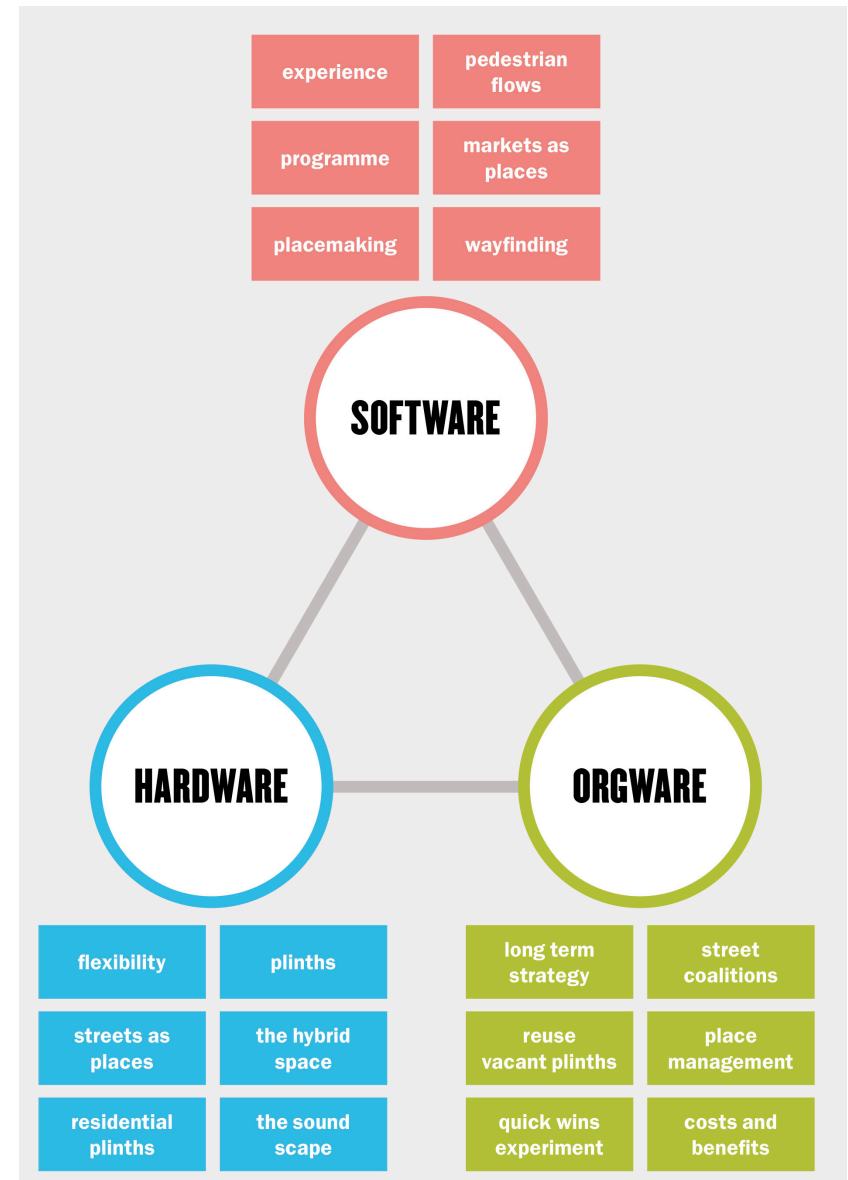 experience
pedestrian
flows
programme
markets as
places
placemaking
wayfinding
SOFTWARE
HARDWARE
ORGWARE
flexibility
plinths
streets as
places
the hybrid
space
residential
plinths
the sound
scape
long term
strategy
street
coalitions
reuse
vacant plinths
place
management
quick wins
experiment
costs and
benefits